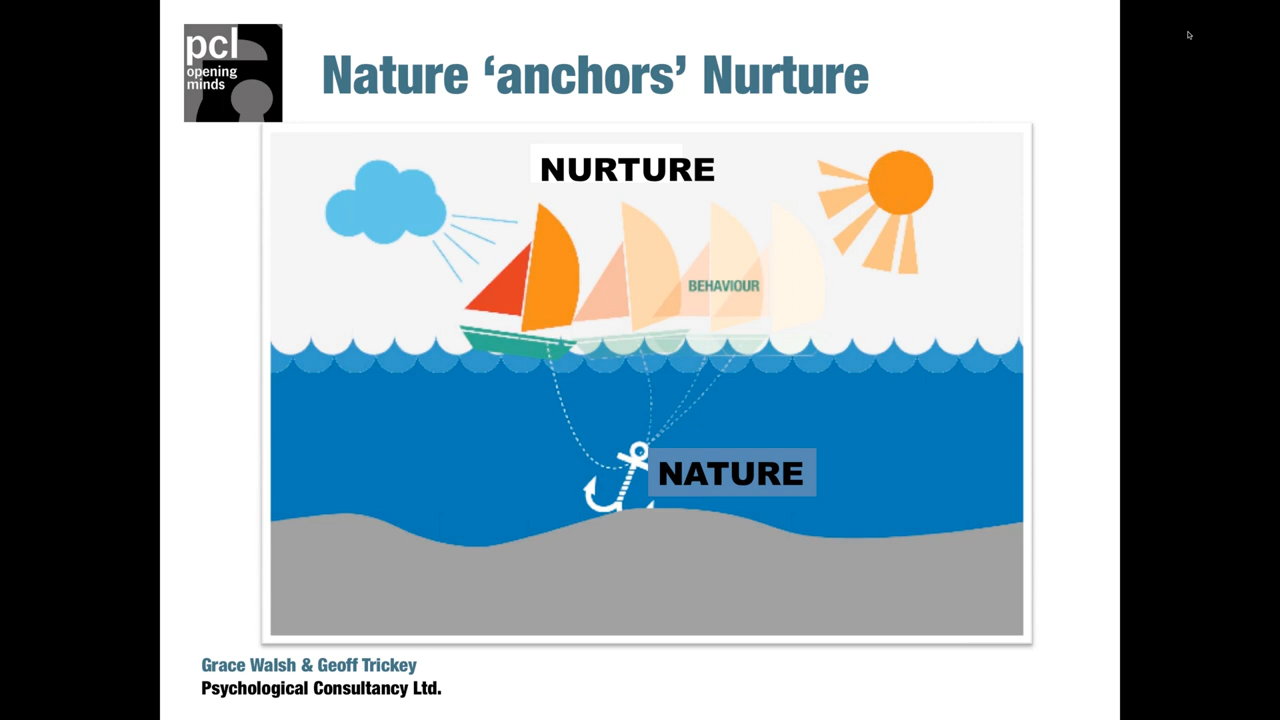 pcl
opening
minds
Nature ‘anchors’ Nurture
NURTURE
BEHAVIOUR
NATURE
Grace Walsh & Geoff Trickey
Psychological Consultancy Ltd.